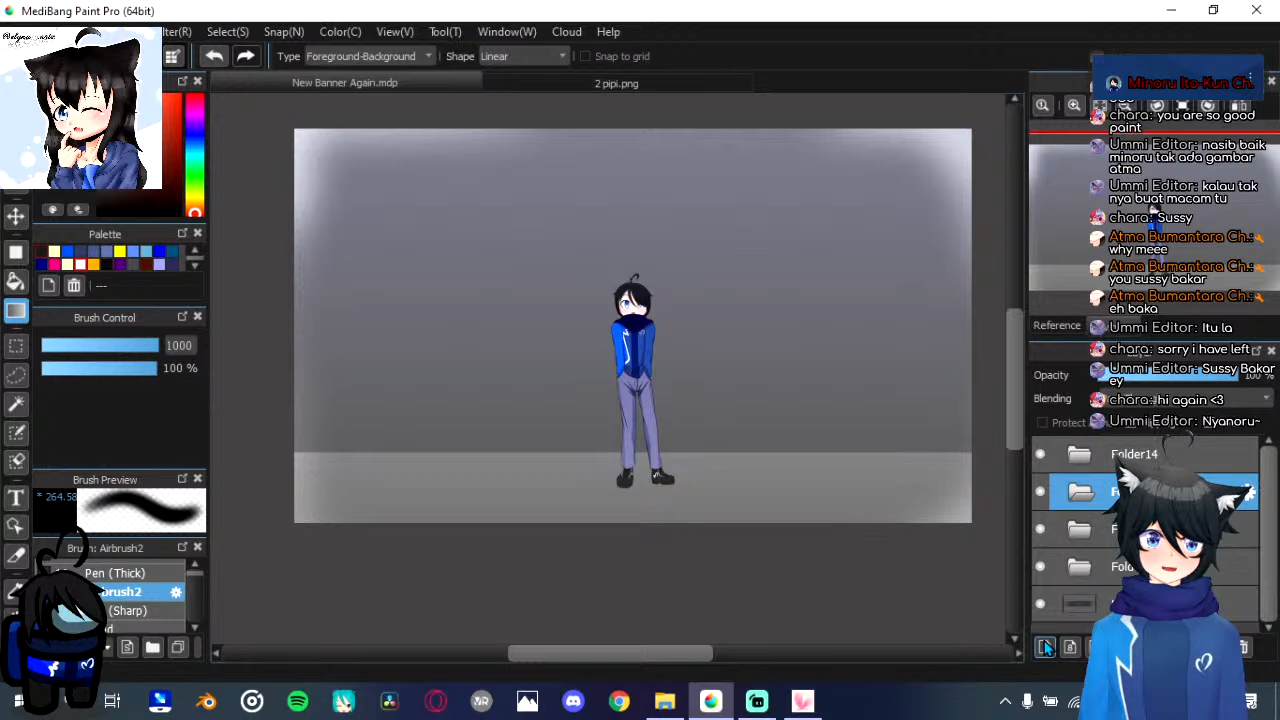 MediBang Paint Pro (64bit)
lter(R) Select(S) Snap(N) Color(C) View(V) Tool(T) Window(W) Cloud Help
Type Foreground-Background Shape Linear Snap to grid
New Banner Again.mdp 2 pipi.png
Palette
---
Brush Control
1000
100 %
Brush Preview
* 264.58
Brush: Airbrush2
Pen (Thick)
brush2
(Sharp)
Minoru Ito-Kun Ch.
chara: you are so good
paint
Ummi Editor: nasib baik
minoru tak ada gambar
atma
Ummi Editor: kalau tak
nya buat macam tu
chara: Sussy
Atma Bumantara Ch.:
why meee
Atma Bumantara Ch.:
you sussy bakar
Atma Bumantara Ch.:
eh baka
Reference Ummi Editor: Itu la
chara: sorry i have left
Opacity Ummi Editor: Sussy Bakar 100 %
ey
Blending chara: hi again <3
Protect Ummi Editor: Nyanoru~
Folder14
T